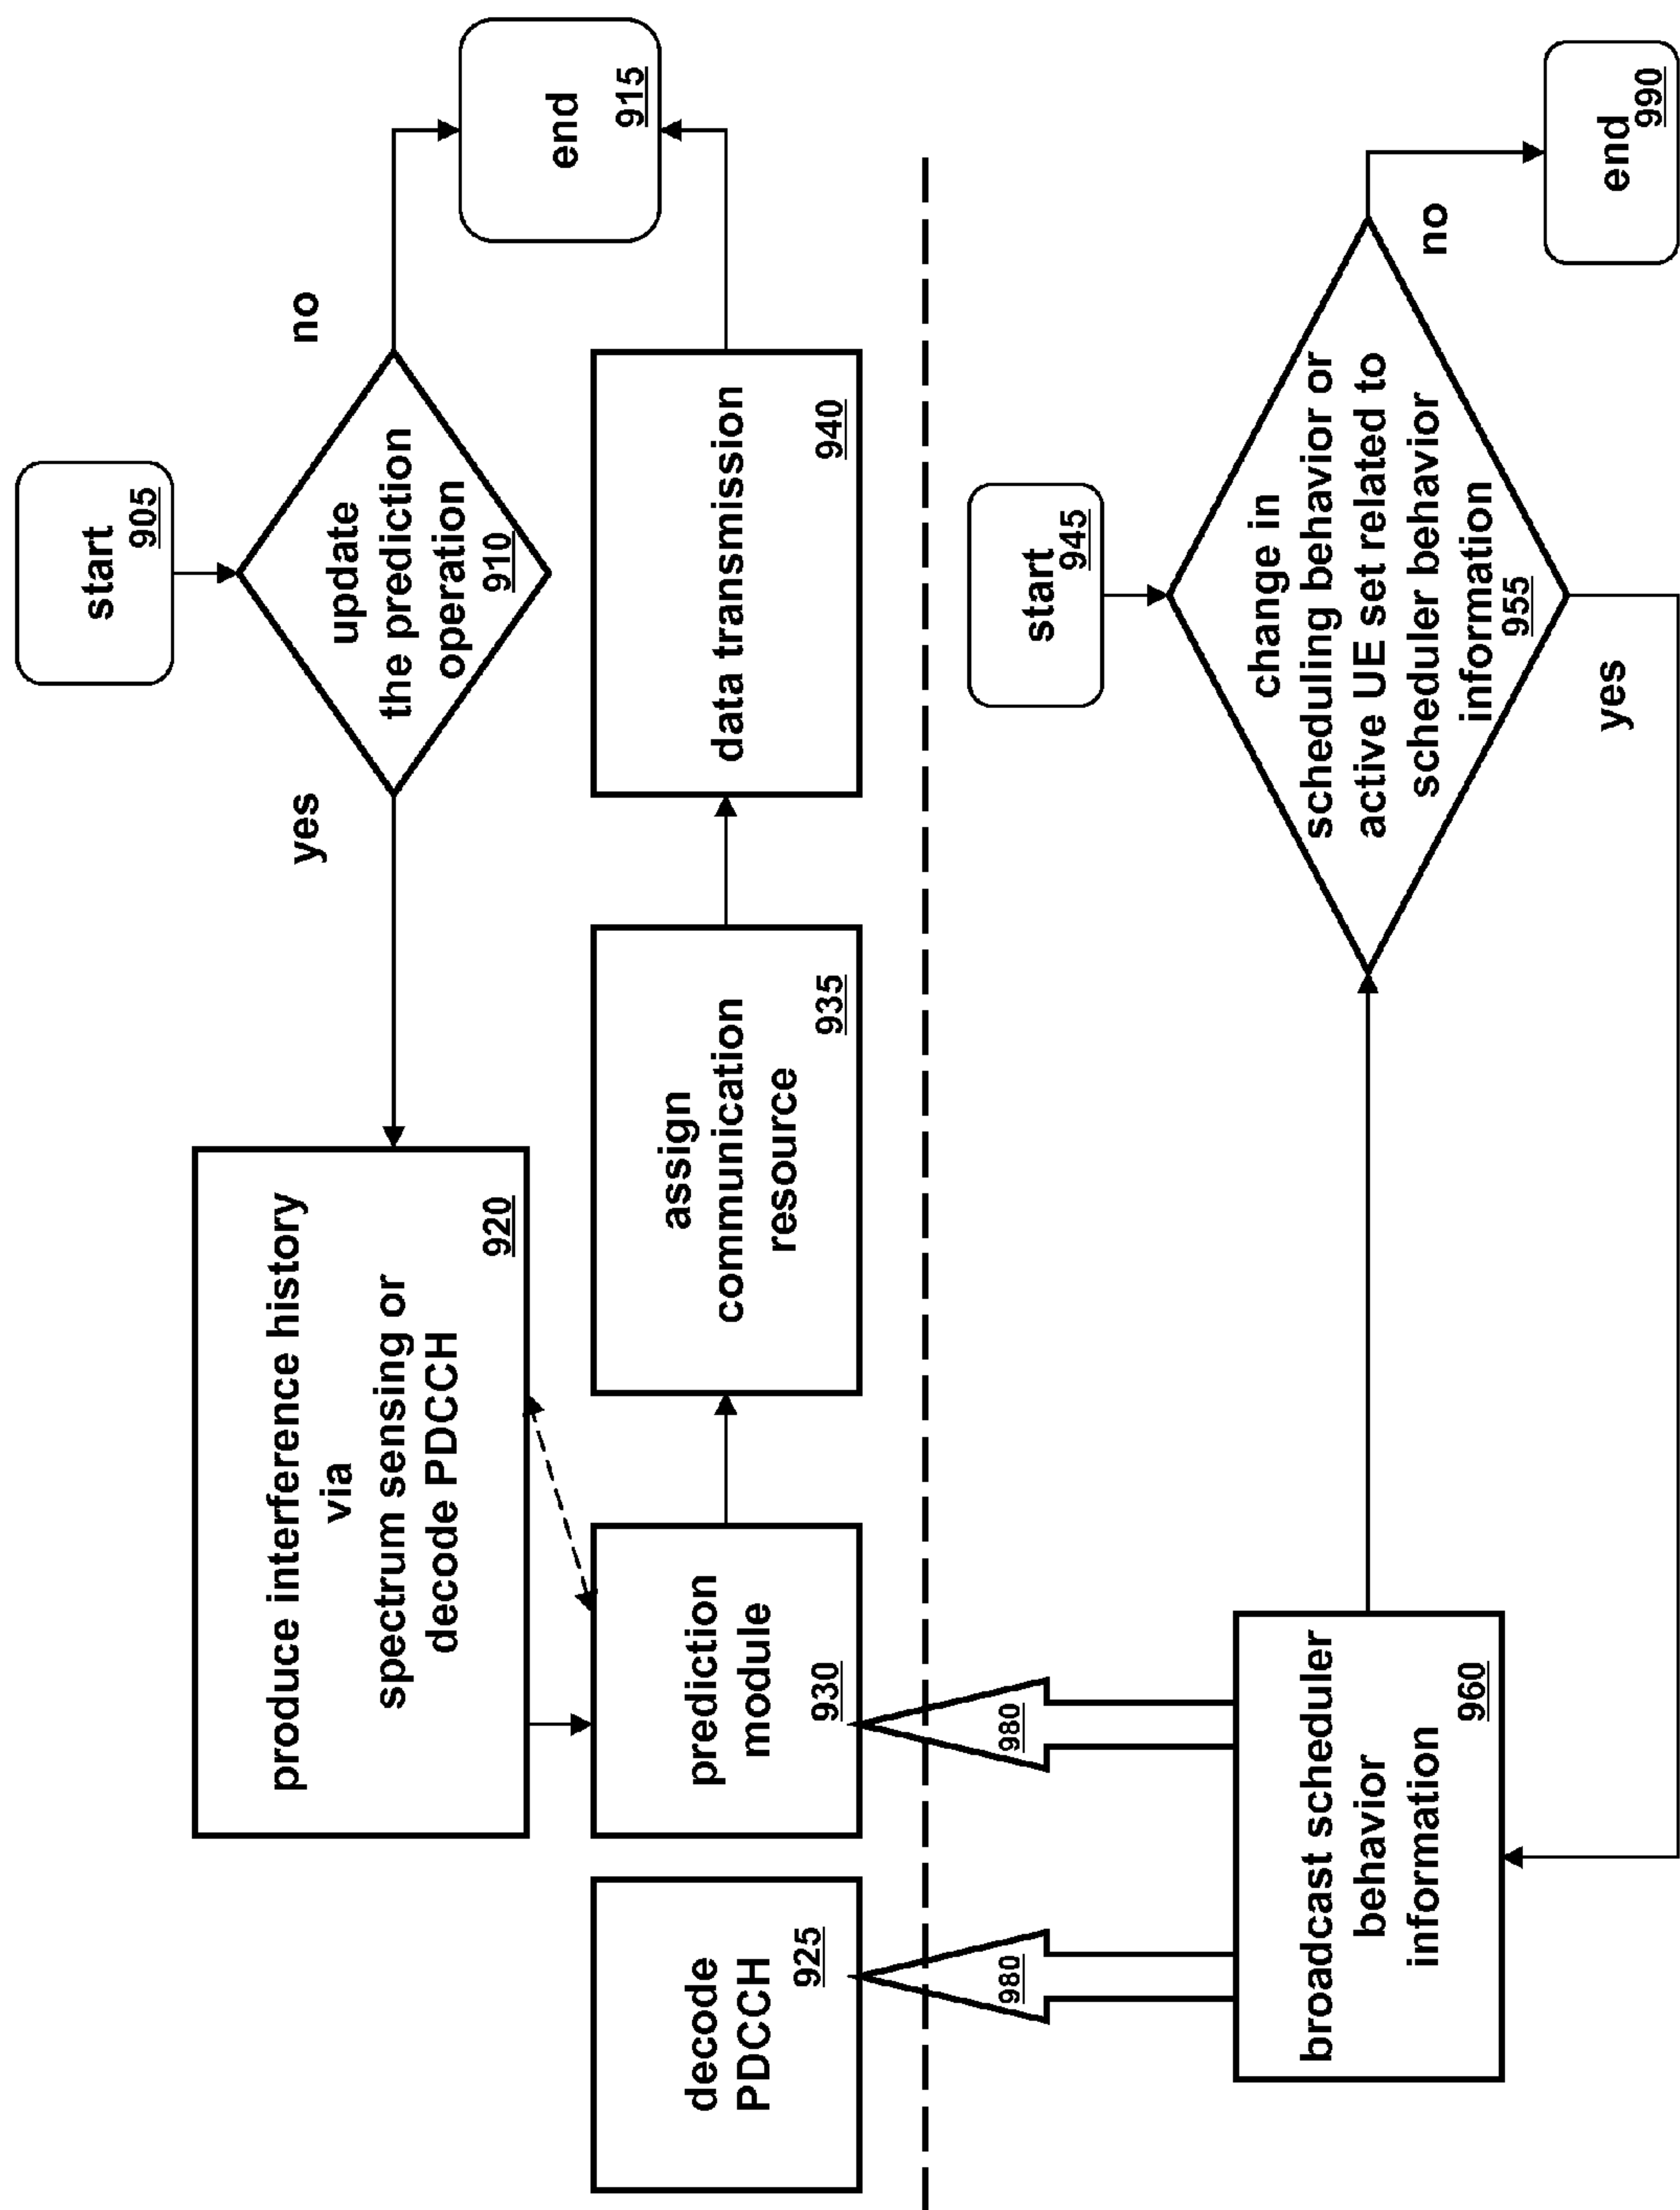 start
905
update
the prediction
operation
910
yes
no
end
915
produce interference history
via
spectrum sensing or
decode PDCCH
920
decode
PDCCH
925
prediction
module
930
assign
communication
resource
935
data transmission
940
980
980
start
945
change in
scheduling behavior or
active UE set related to
scheduler behavior
information
955
no
yes
end
990
broadcast scheduler
behavior
information
960